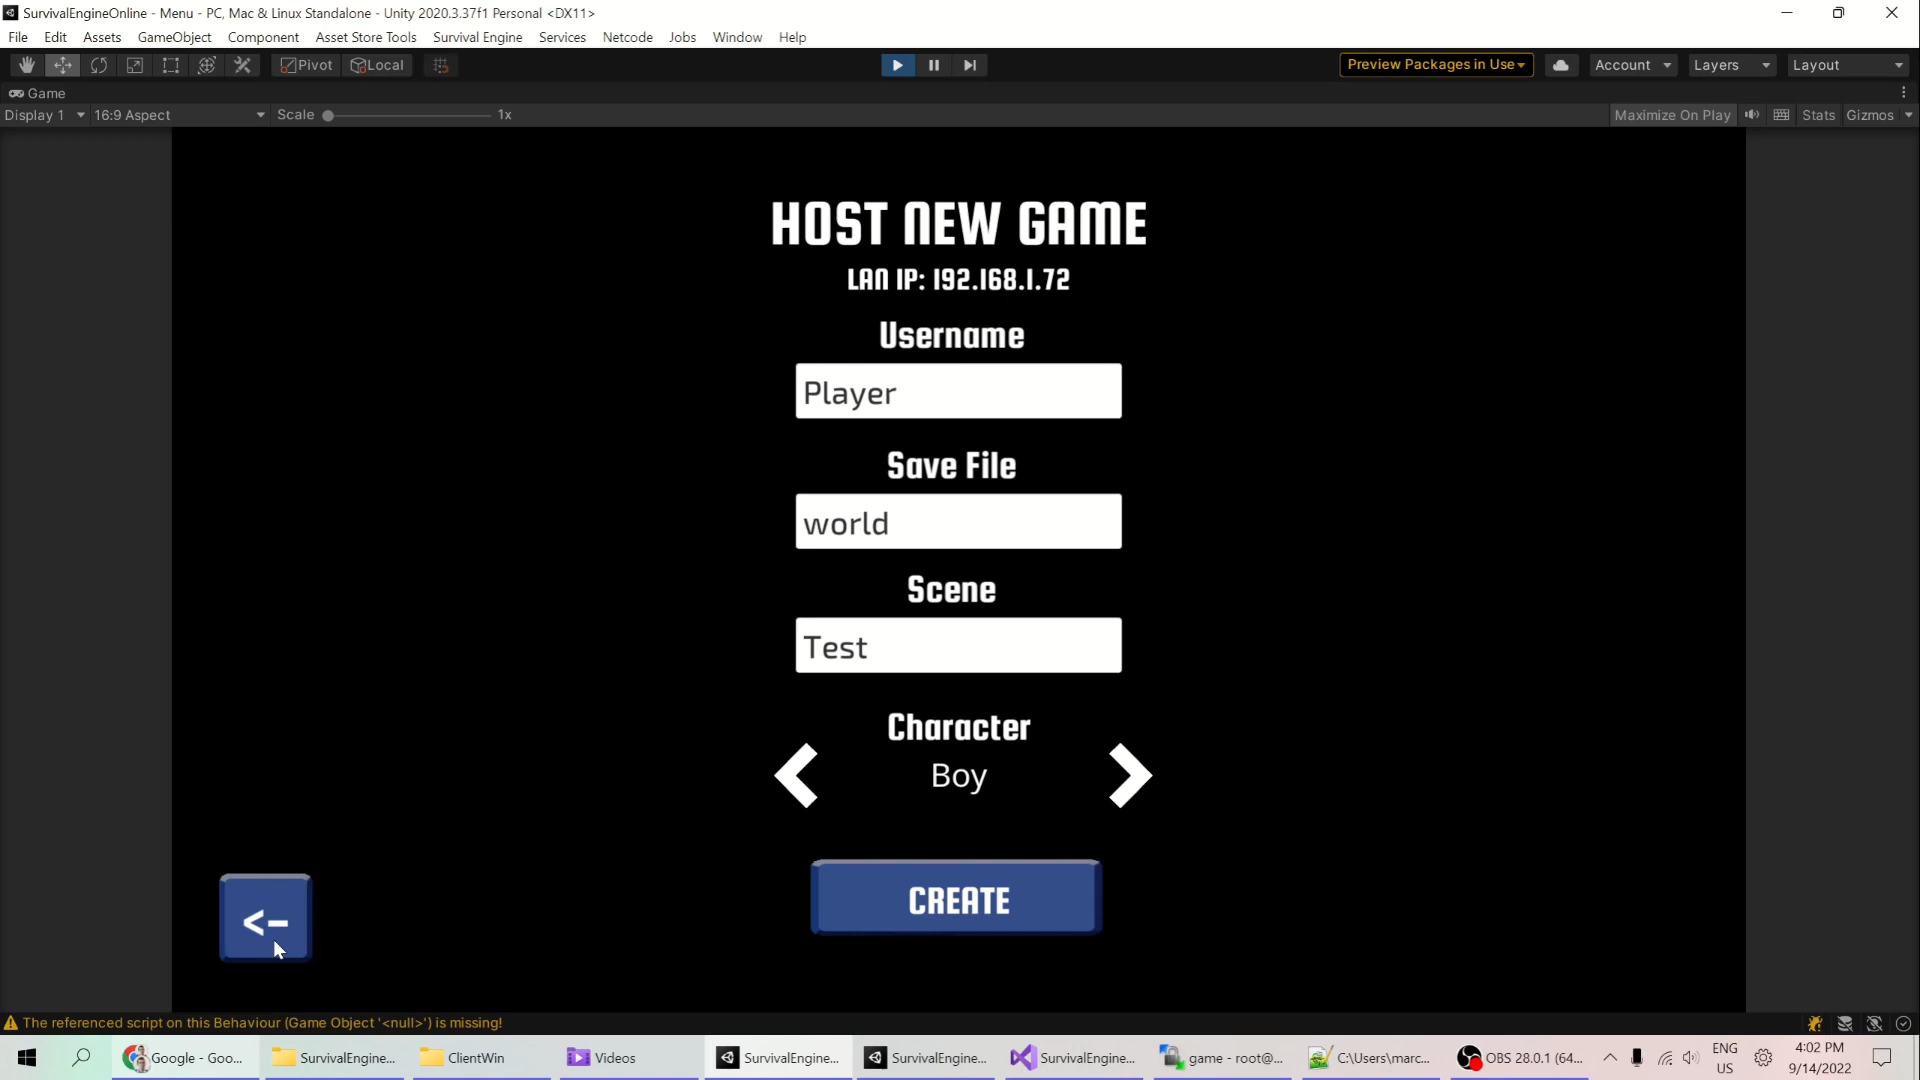 SurvivalEngineOnline - Menu - PC, Mac & Linux Standalone - Unity 2020.3.37f1 Personal <DX11>
File Edit Assets GameObject Component Asset Store Tools Survival Engine Services Netcode Jobs Window Help
Pivot Local Preview Packages in Use Account Layers Layout
Game
Display 1 16:9 Aspect Scale 1x Maximize On Play Stats Gizmos
HOST NEW GAME
LAN IP: 192.168.1.72
Username
Player
Save File
world
Scene
Test
Character
Boy
CREATE
<-
The referenced script on this Behaviour (Game Object '<null>') is missing!
Google - Goo... SurvivalEngine... ClientWin Videos SurvivalEngine... SurvivalEngine... SurvivalEngine... game - root@... C:\Users\marc... OBS 28.0.1 (64... ENG US 4:02 PM 9/14/2022